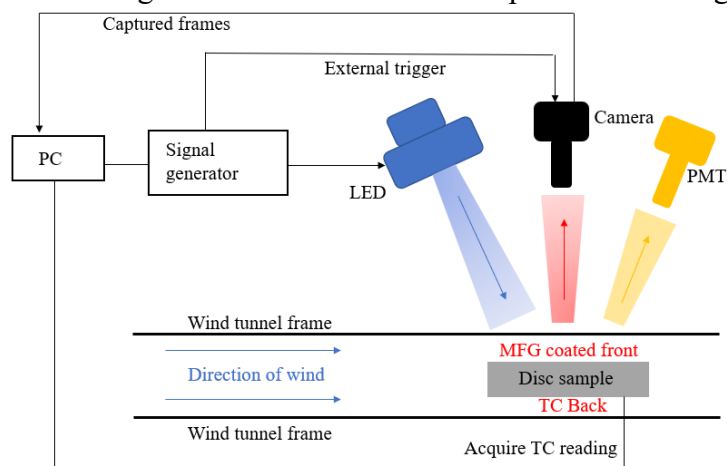 Captured frames
External trigger
Camera
PC
Signal
generator
LED
PMT
Wind tunnel frame
MFG coated front
Direction of wind
Disc sample
TC Back
Wind tunnel frame
Acquire TC reading